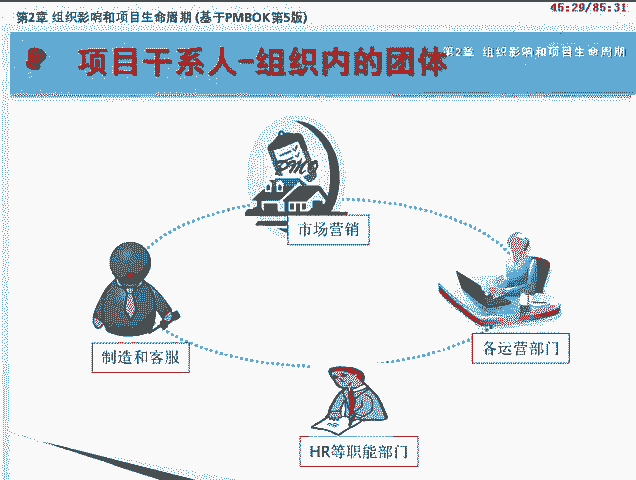 第2章 组织影响和项目生命周期 (基于PMBOK第5版)
46:29/85:31
项目干系人-组织内的团体
第2章 组织影响和项目生命周期
市场营销
制造和客服
各运营部门
HR等职能部门